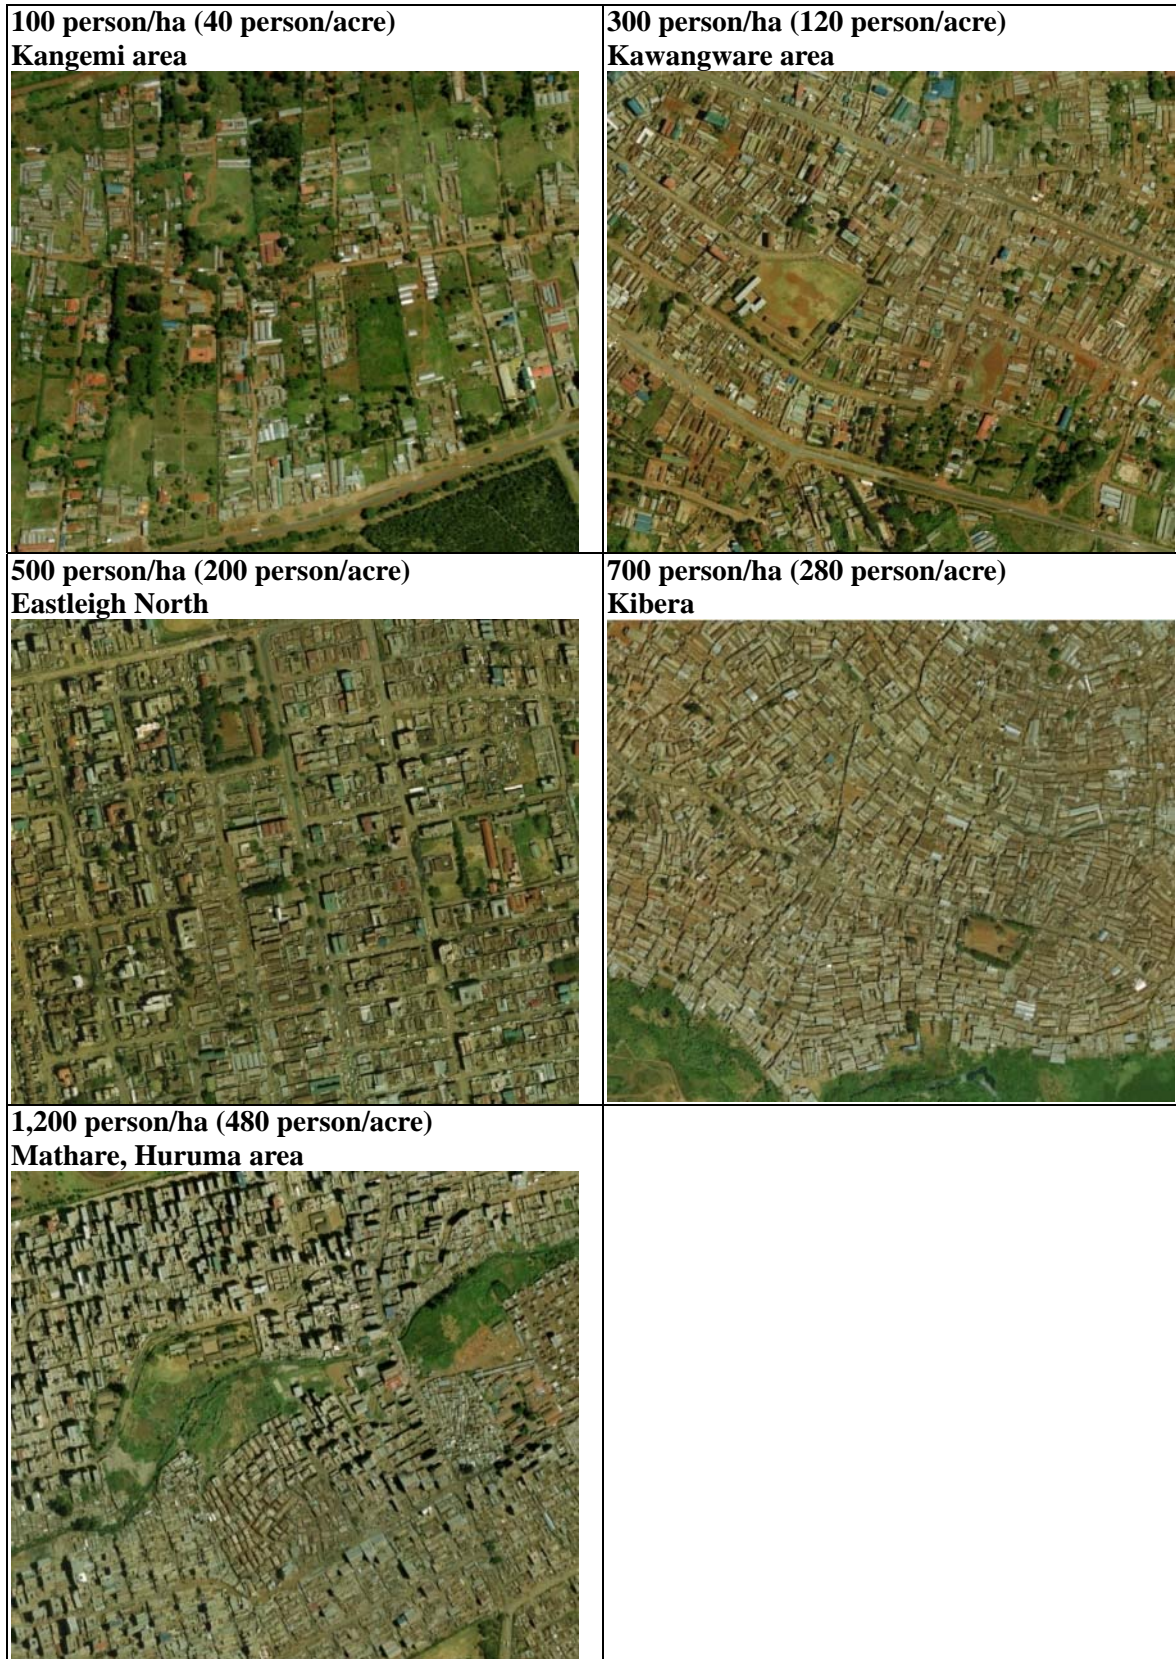 100 person/ha (40 person/acre)
Kangemi area
300 person/ha (120 person/acre)
Kawangware area
500 person/ha (200 person/acre)
Eastleigh North
700 person/ha (280 person/acre)
Kibera
1,200 person/ha (480 person/acre)
Mathare, Huruma area